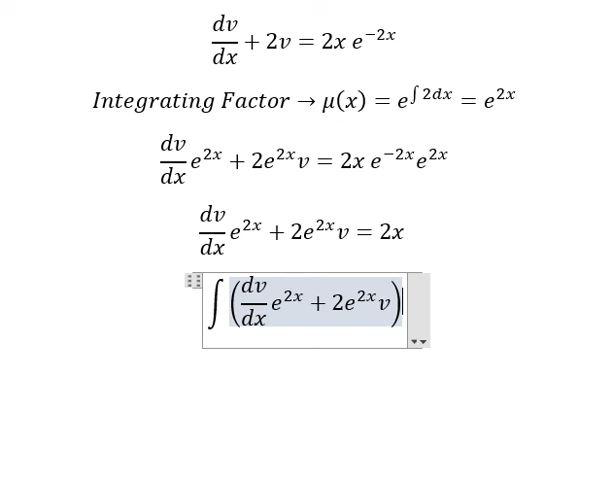 dv/dx + 2v = 2x e^{-2x}
Integrating Factor → μ(x) = e^{∫ 2dx} = e^{2x}
dv/dx e^{2x} + 2e^{2x}v = 2x e^{-2x}e^{2x}
dv/dx e^{2x} + 2e^{2x}v = 2x
∫ (dv/dx e^{2x} + 2e^{2x}v)